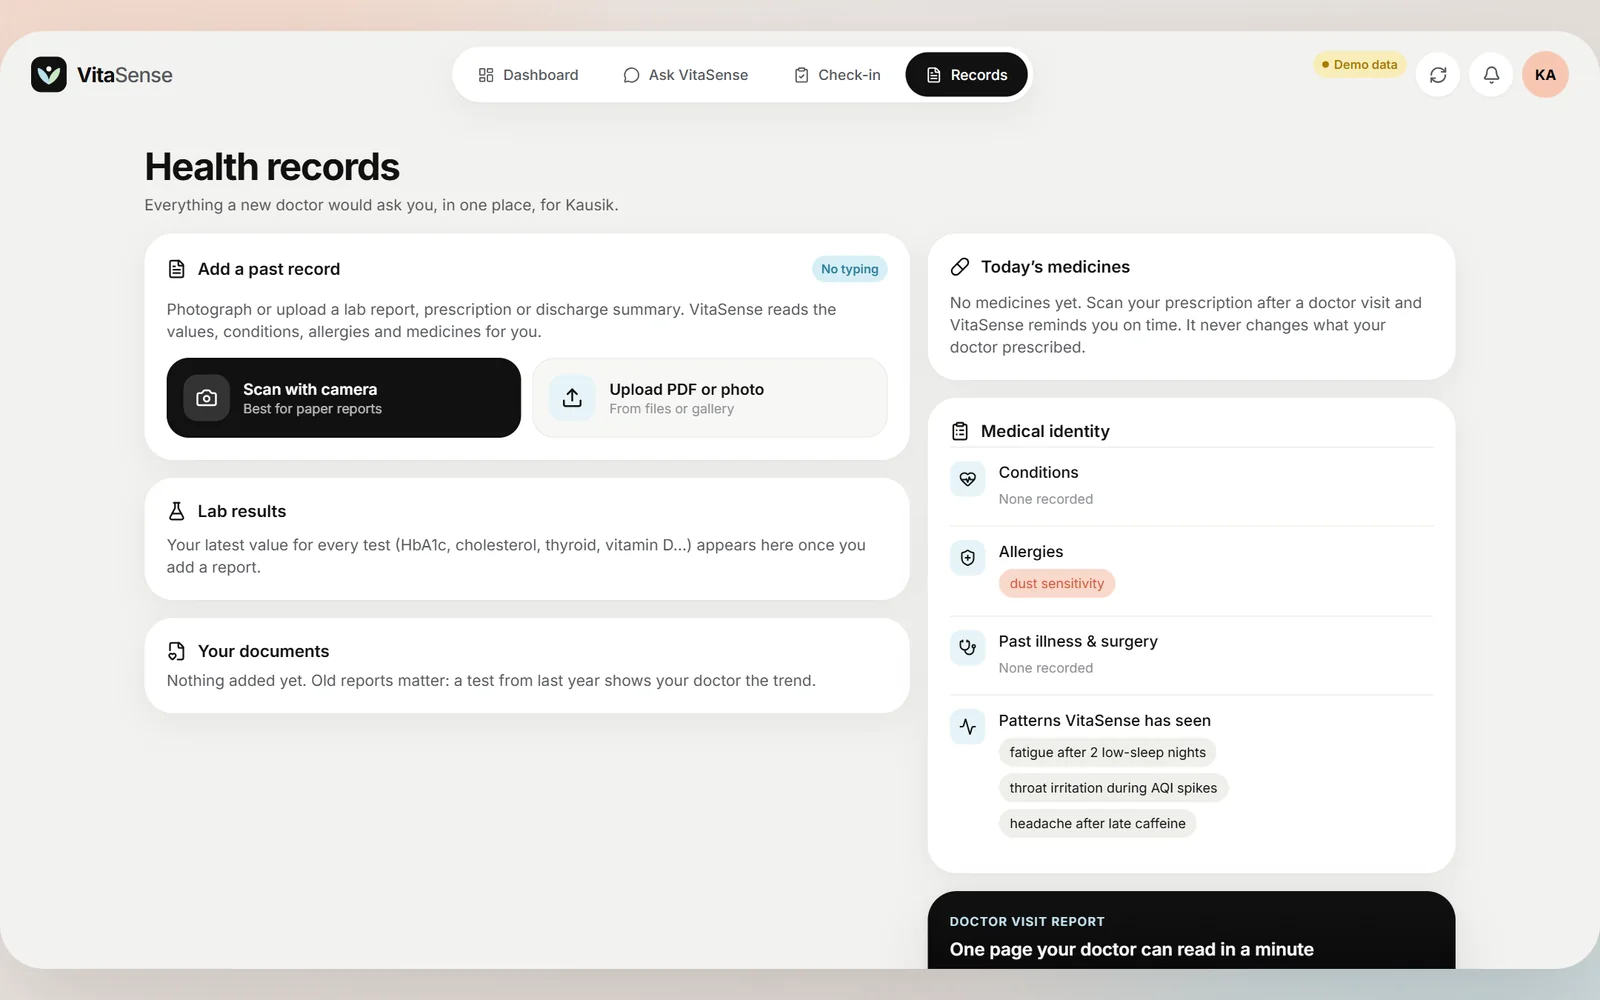 VitaSense
Dashboard
Ask VitaSense
Check-in
Records
Demo data
KA
Health records
Everything a new doctor would ask you, in one place, for Kausik.
Add a past record
No typing
Photograph or upload a lab report, prescription or discharge summary. VitaSense reads the
values, conditions, allergies and medicines for you.
Scan with camera
Best for paper reports
Upload PDF or photo
From files or gallery
Lab results
Your latest value for every test (HbA1c, cholesterol, thyroid, vitamin D...) appears here once you
add a report.
Your documents
Nothing added yet. Old reports matter: a test from last year shows your doctor the trend.
Today’s medicines
No medicines yet. Scan your prescription after a doctor visit and
VitaSense reminds you on time. It never changes what your
doctor prescribed.
Medical identity
Conditions
None recorded
Allergies
dust sensitivity
Past illness & surgery
None recorded
Patterns VitaSense has seen
fatigue after 2 low-sleep nights
throat irritation during AQI spikes
headache after late caffeine
DOCTOR VISIT REPORT
One page your doctor can read in a minute